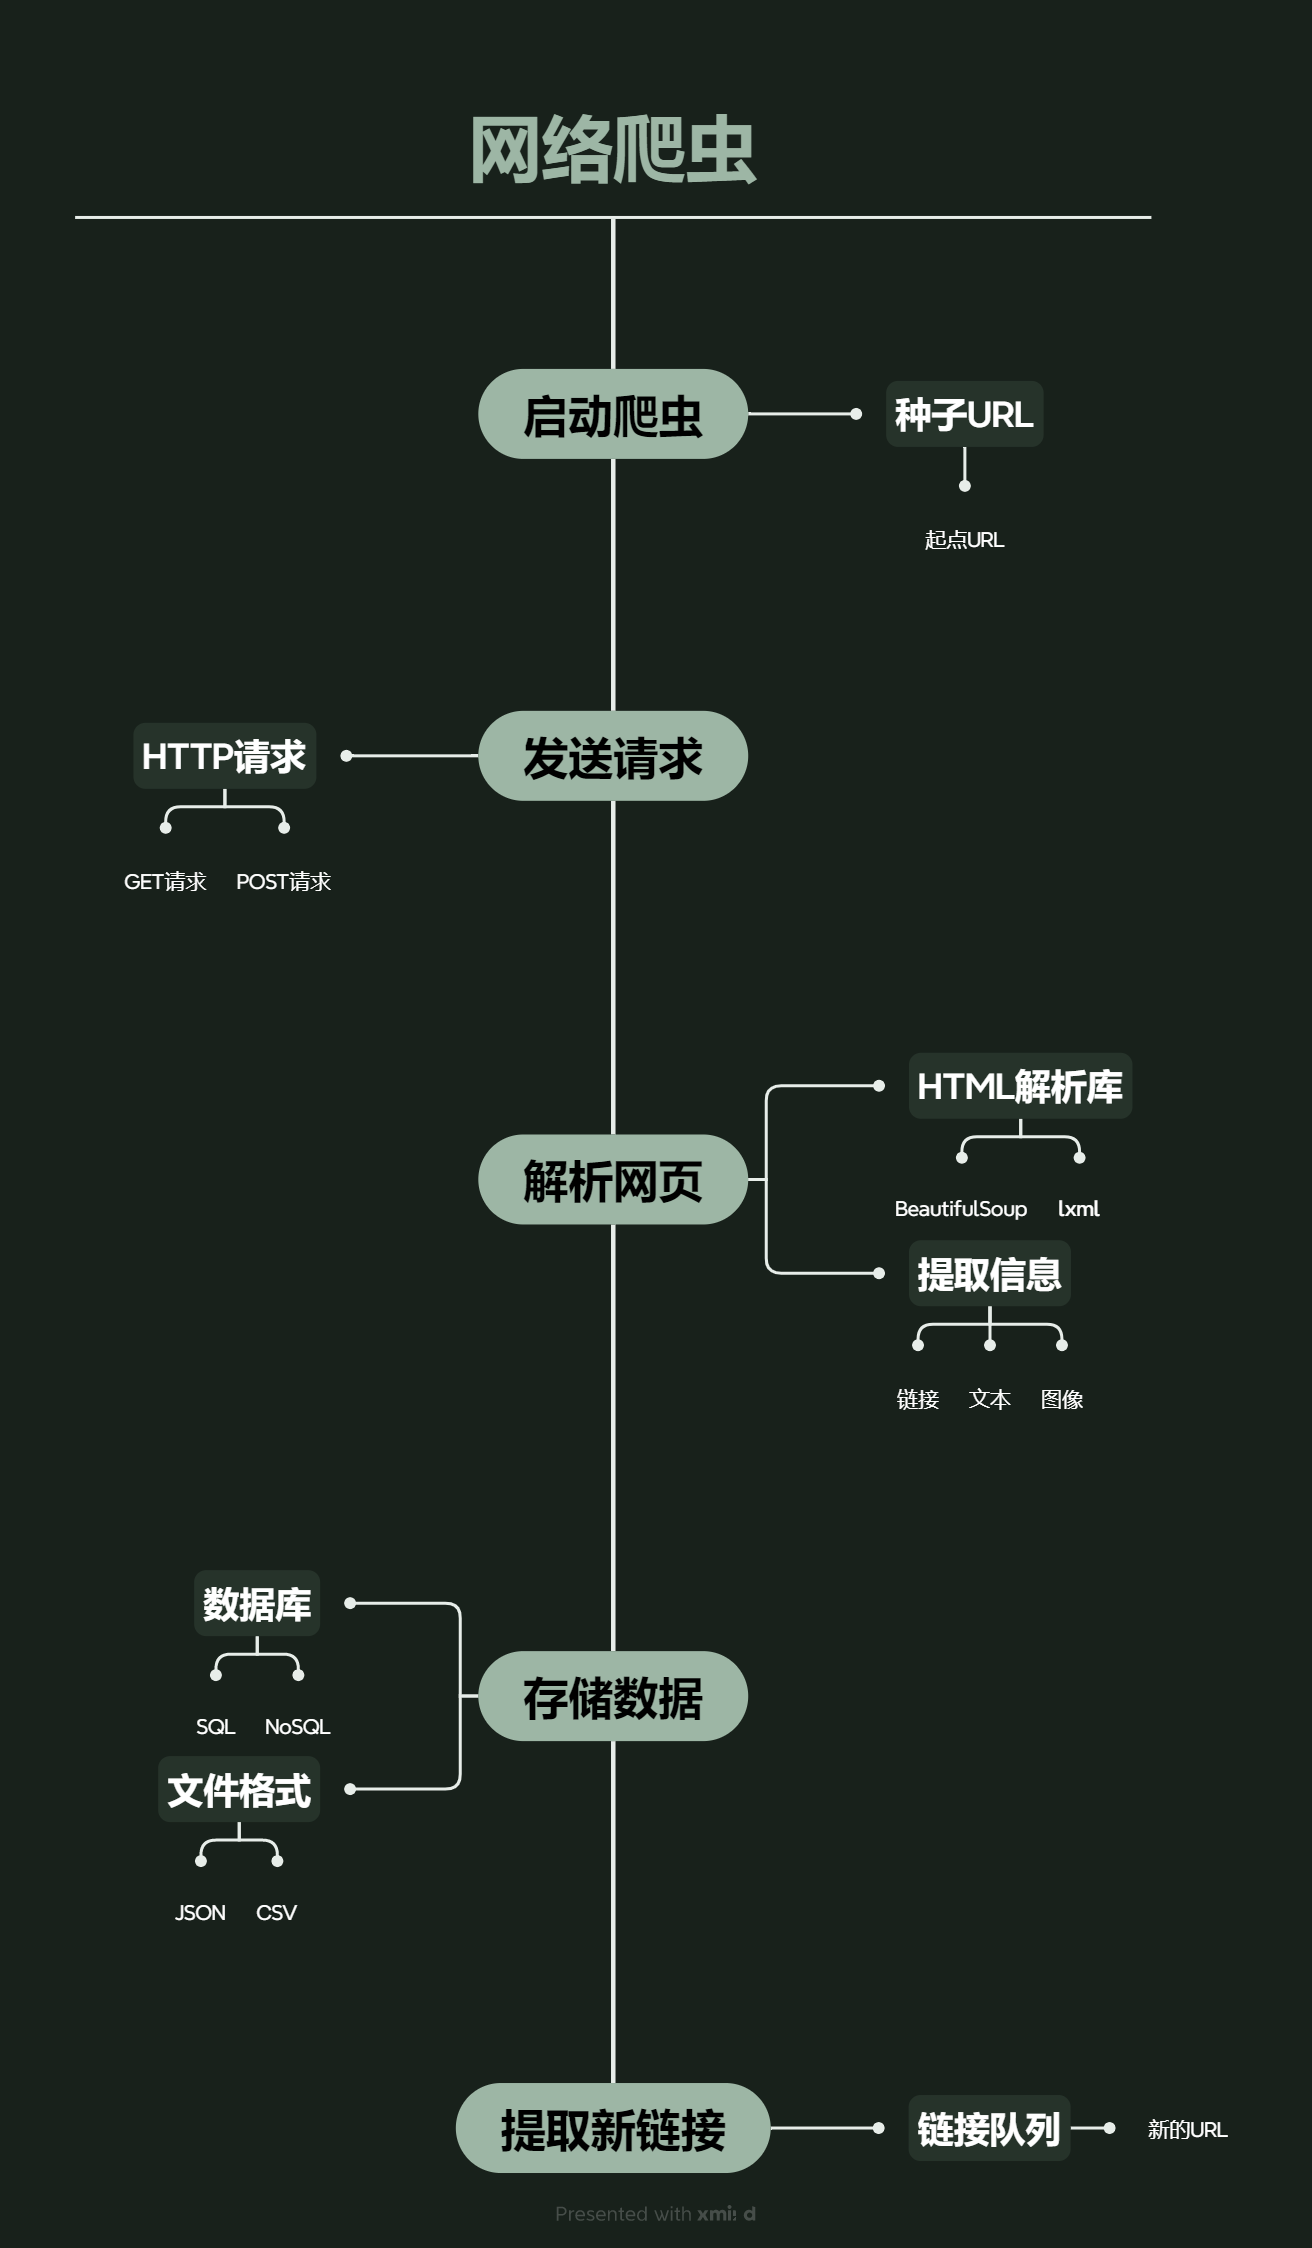 网络爬虫
启动爬虫
种子URL
起点URL
发送请求
HTTP请求
GET请求 POST请求
解析网页
HTML解析库
BeautifulSoup lxml
提取信息
链接 文本 图像
存储数据
数据库
SQL NoSQL
文件格式
JSON CSV
提取新链接
链接队列
新的URL
Presented with xmind